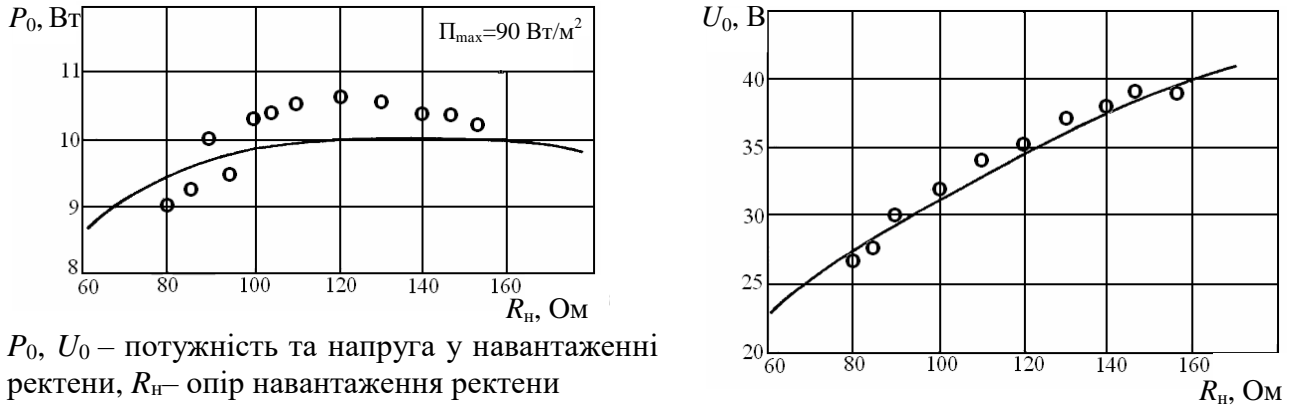 P₀, Вт
Пmax=90 Вт/м²
11
10
9
8
60 80 100 120 140 160
Rн, Ом
P₀, U₀ – потужність та напруга у навантаженні
ректени, Rн– опір навантаження ректени
U₀, В
40
35
30
25
20
60 80 100 120 140 160
Rн, Ом